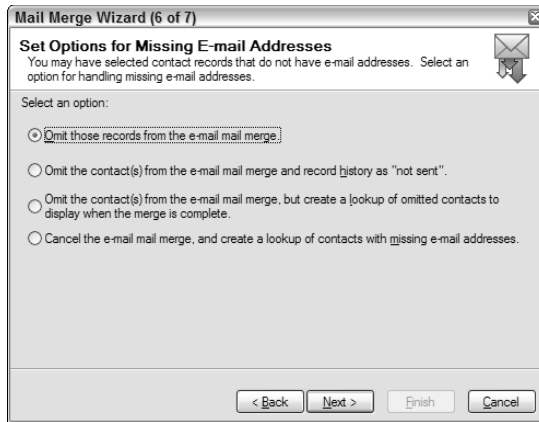 Mail Merge Wizard (6 of 7)
Set Options for Missing E-mail Addresses
You may have selected contact records that do not have e-mail addresses. Select an
option for handling missing e-mail addresses.
Select an option:
Omit those records from the e-mail mail merge.
Omit the contact(s) from the e-mail mail merge and record history as "not sent".
Omit the contact(s) from the e-mail mail merge, but create a lookup of omitted contacts to
display when the merge is complete.
Cancel the e-mail mail merge, and create a lookup of contacts with missing e-mail addresses.
< Back Next > Finish Cancel